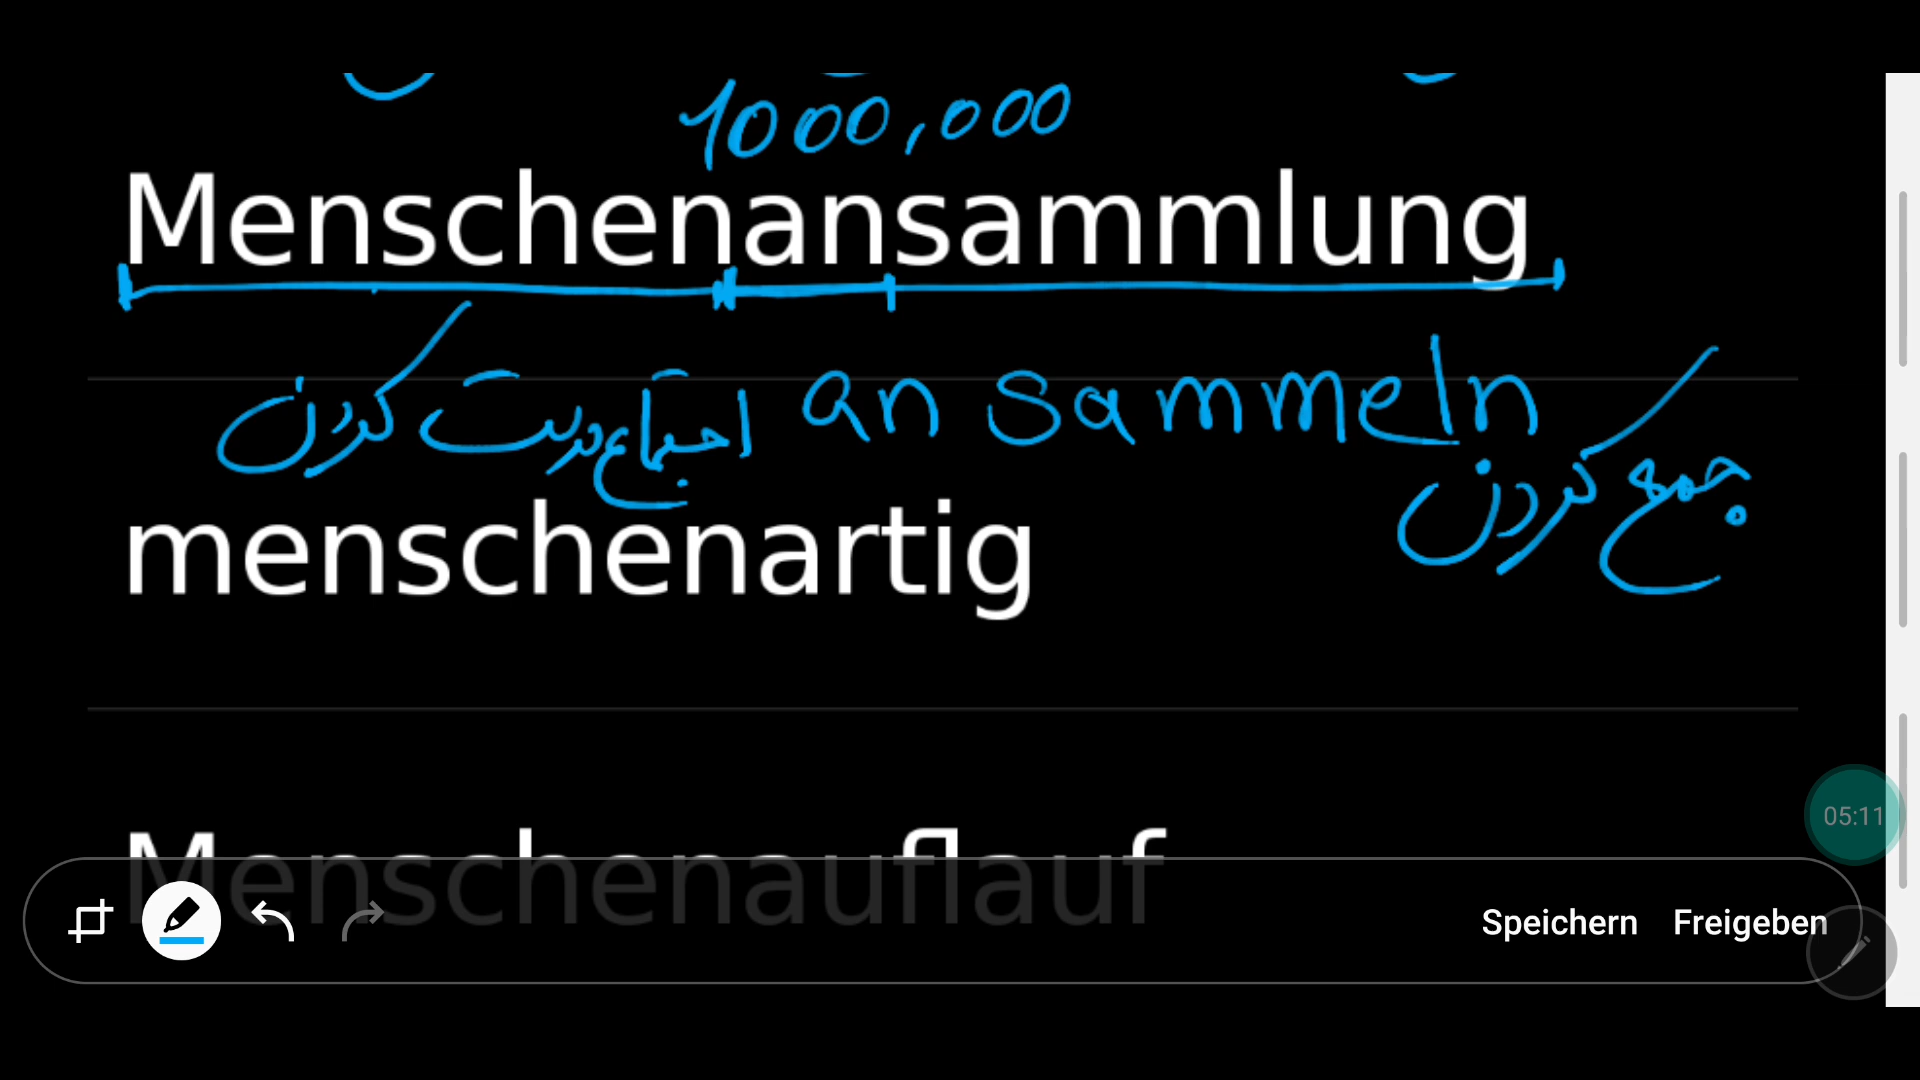 1000,000
Menschenansammlung
اجتماع درست کردن an sammeln
جمع کردن
menschenartig
Menschenauflauf
05:11
Speichern Freigeben